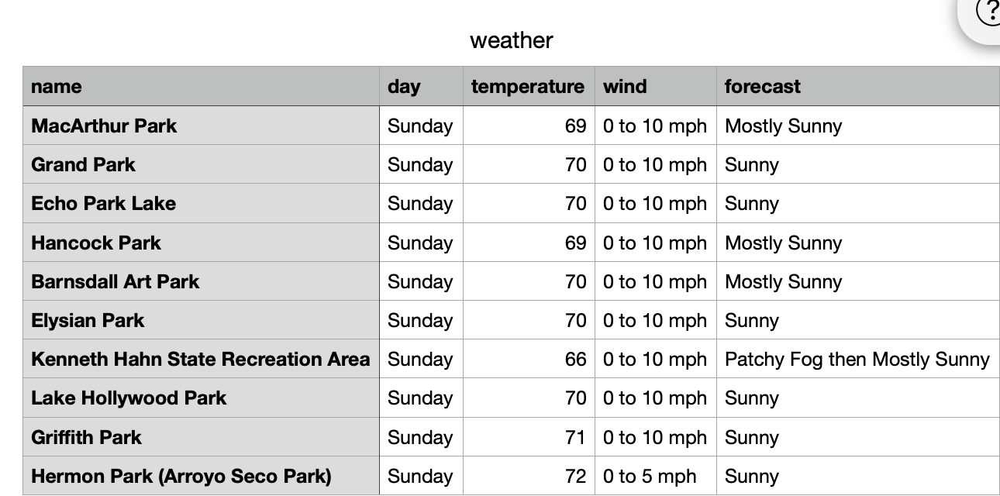 ?
weather
name day temperature wind forecast
MacArthur Park Sunday 69 0 to 10 mph Mostly Sunny
Grand Park Sunday 70 0 to 10 mph Sunny
Echo Park Lake Sunday 70 0 to 10 mph Sunny
Hancock Park Sunday 69 0 to 10 mph Mostly Sunny
Barnsdall Art Park Sunday 70 0 to 10 mph Mostly Sunny
Elysian Park Sunday 70 0 to 10 mph Sunny
Kenneth Hahn State Recreation Area Sunday 66 0 to 10 mph Patchy Fog then Mostly Sunny
Lake Hollywood Park Sunday 70 0 to 10 mph Sunny
Griffith Park Sunday 71 0 to 10 mph Sunny
Hermon Park (Arroyo Seco Park) Sunday 72 0 to 5 mph Sunny